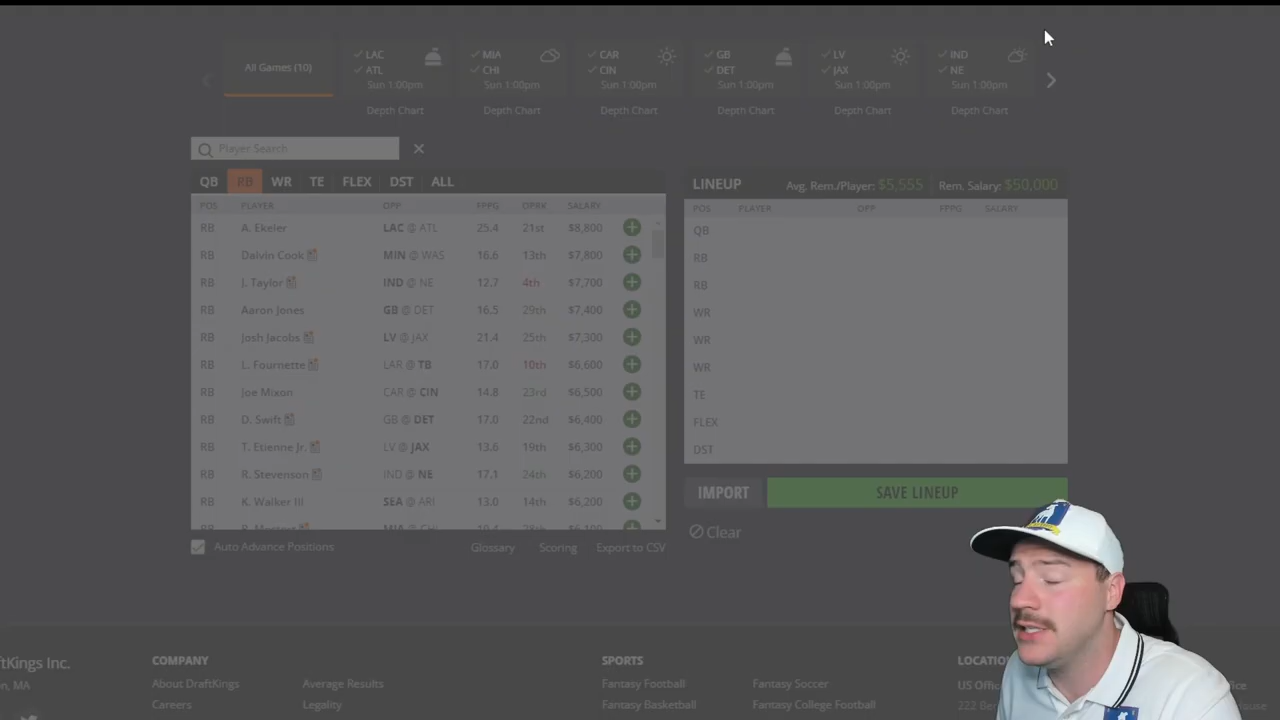 All Games (10)
LAC
ATL
Sun 1:00pm
Depth Chart
MIA
CHI
Sun 1:00pm
Depth Chart
CAR
CIN
Sun 1:00pm
Depth Chart
GB
DET
Sun 1:00pm
Depth Chart
LV
JAX
Sun 1:00pm
Depth Chart
IND
NE
Sun 1:00pm
Depth Chart
Player Search
QB RB WR TE FLEX DST ALL
POS PLAYER OPP FPPG OPRK SALARY
RB A. Ekeler LAC @ ATL 25.4 21st $8,800
RB Dalvin Cook MIN @ WAS 16.6 13th $7,800
RB J. Taylor IND @ NE 12.7 4th $7,700
RB Aaron Jones GB @ DET 16.5 29th $7,400
RB Josh Jacobs LV @ JAX 21.4 25th $7,300
RB L. Fournette LAR @ TB 17.0 10th $6,600
RB Joe Mixon CAR @ CIN 14.8 23rd $6,500
RB D. Swift GB @ DET 17.0 22nd $6,400
RB T. Etienne Jr. LV @ JAX 13.6 19th $6,300
RB R. Stevenson IND @ NE 17.1 24th $6,200
RB K. Walker III SEA @ ARI 13.0 14th $6,200
Auto Advance Positions
Glossary Scoring Export to CSV
LINEUP Avg. Rem./Player: $5,555 Rem. Salary: $50,000
POS PLAYER OPP FPPG SALARY
QB
RB
RB
WR
WR
WR
TE
FLEX
DST
IMPORT SAVE LINEUP
Clear
tKings Inc.
n, MA
COMPANY
About DraftKings Average Results
Careers Legality
SPORTS
Fantasy Football Fantasy Soccer
Fantasy Basketball Fantasy College Football
US Offic